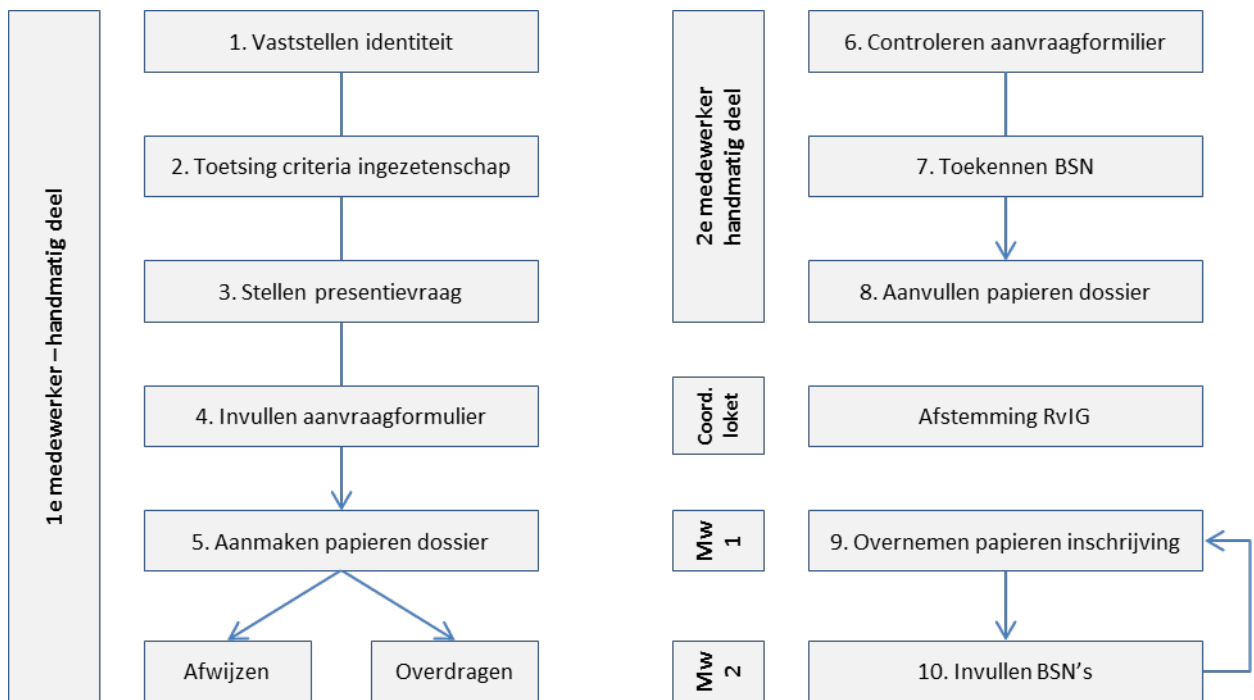 1e medewerker – handmatig deel
1. Vaststellen identiteit
2. Toetsing criteria ingezetenschap
3. Stellen presentievraag
4. Invullen aanvraagformulier
5. Aanmaken papieren dossier
Afwijzen
Overdragen
2e medewerker
handmatig deel
6. Controleren aanvraagformilier
7. Toekennen BSN
8. Aanvullen papieren dossier
Coord.
loket
Afstemming RvIG
Mw
1
9. Overnemen papieren inschrijving
Mw
2
10. Invullen BSN's